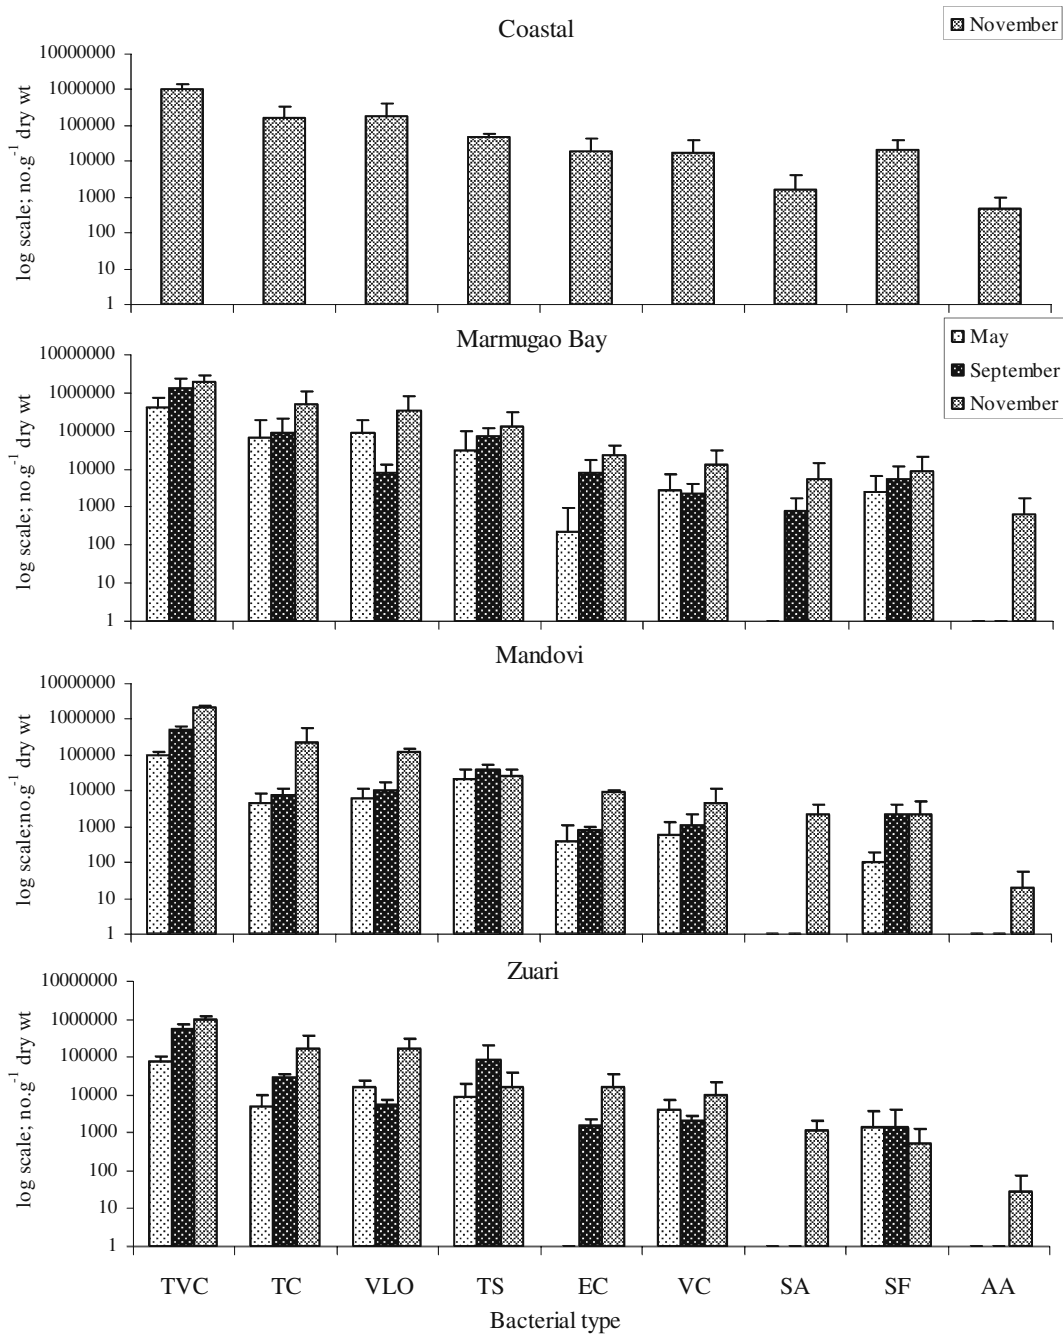 Coastal
November
log scale; no.g⁻¹ dry wt
10000000
1000000
100000
10000
1000
100
10
1
Marmugao Bay
May
September
November
log scale; no.g⁻¹ dry wt
10000000
1000000
100000
10000
1000
100
10
1
Mandovi
log scale;no.g⁻¹ dry wt
10000000
1000000
100000
10000
1000
100
10
1
Zuari
log scale; no.g⁻¹ dry wt
10000000
1000000
100000
10000
1000
100
10
1
TVC TC VLO TS EC VC SA SF AA
Bacterial type